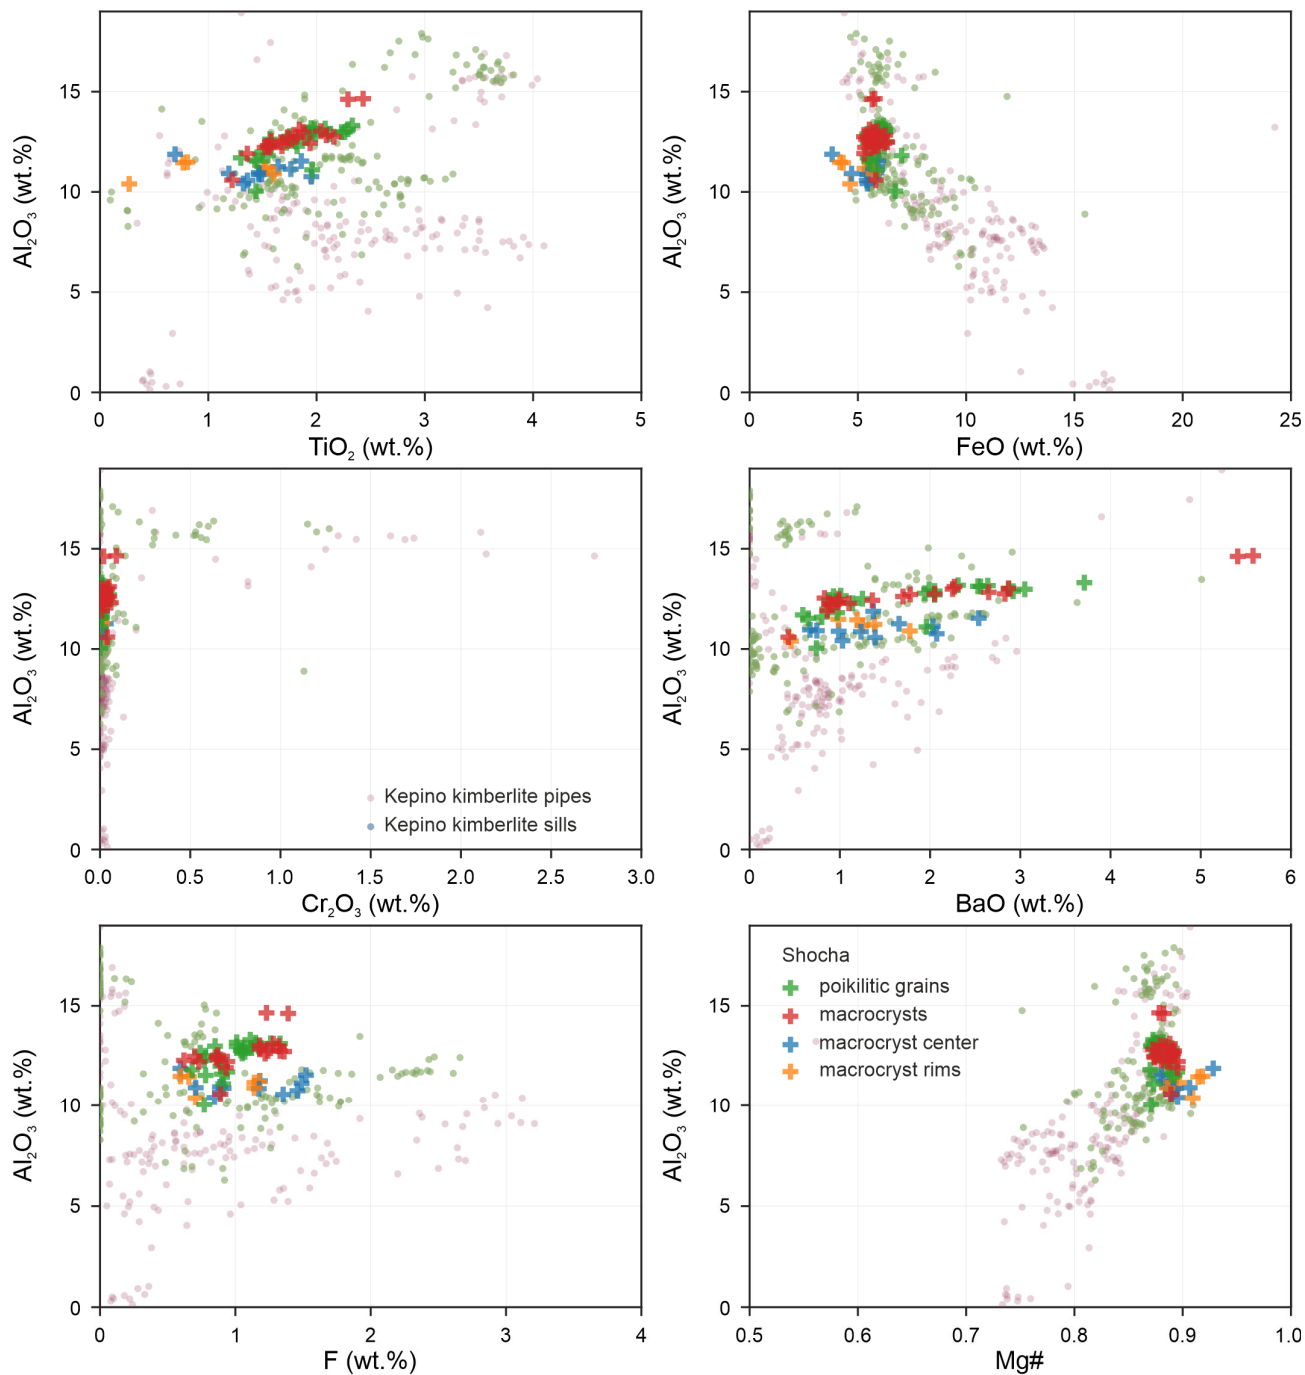 Al₂O₃ (wt.%)
15
10
5
0
0 1 2 3 4 5
TiO₂ (wt.%)
Al₂O₃ (wt.%)
15
10
5
0
0 5 10 15 20 25
FeO (wt.%)
Al₂O₃ (wt.%)
15
10
5
0
Kepino kimberlite pipes
Kepino kimberlite sills
0.0 0.5 1.0 1.5 2.0 2.5 3.0
Cr₂O₃ (wt.%)
Al₂O₃ (wt.%)
15
10
5
0
0 1 2 3 4 5 6
BaO (wt.%)
Al₂O₃ (wt.%)
15
10
5
0
0 1 2 3 4
F (wt.%)
Al₂O₃ (wt.%)
15
10
5
0
Shocha
poikilitic grains
macrocrysts
macrocryst center
macrocryst rims
0.5 0.6 0.7 0.8 0.9 1.0
Mg#